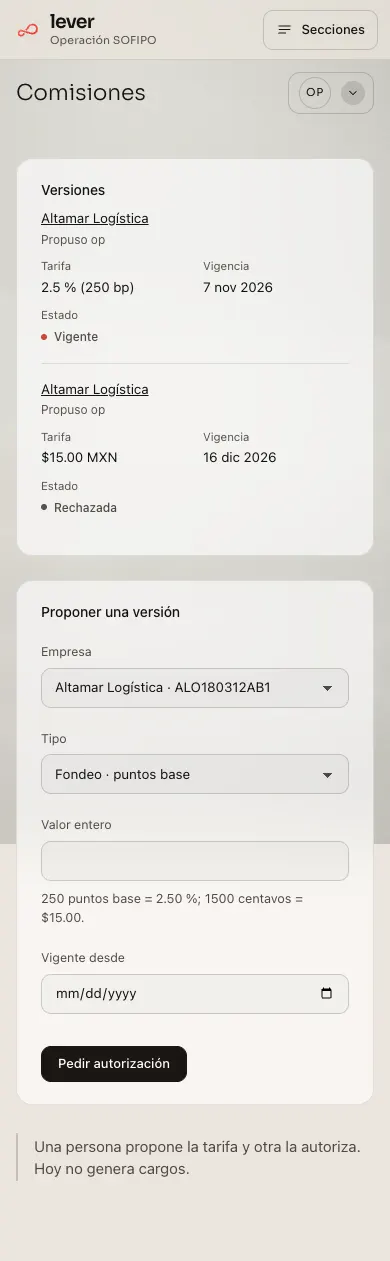 lever
Operación SOFIPO
Secciones
Comisiones
OP
Versiones
Altamar Logística
Propuso op
Tarifa
Vigencia
2.5 % (250 bp)
7 nov 2026
Estado
Vigente
Altamar Logística
Propuso op
Tarifa
Vigencia
$15.00 MXN
16 dic 2026
Estado
Rechazada
Proponer una versión
Empresa
Altamar Logística · ALO180312AB1
Tipo
Fondeo · puntos base
Valor entero
250 puntos base = 2.50 %; 1500 centavos =
$15.00.
Vigente desde
mm/dd/yyyy
Pedir autorización
Una persona propone la tarifa y otra la autoriza.
Hoy no genera cargos.